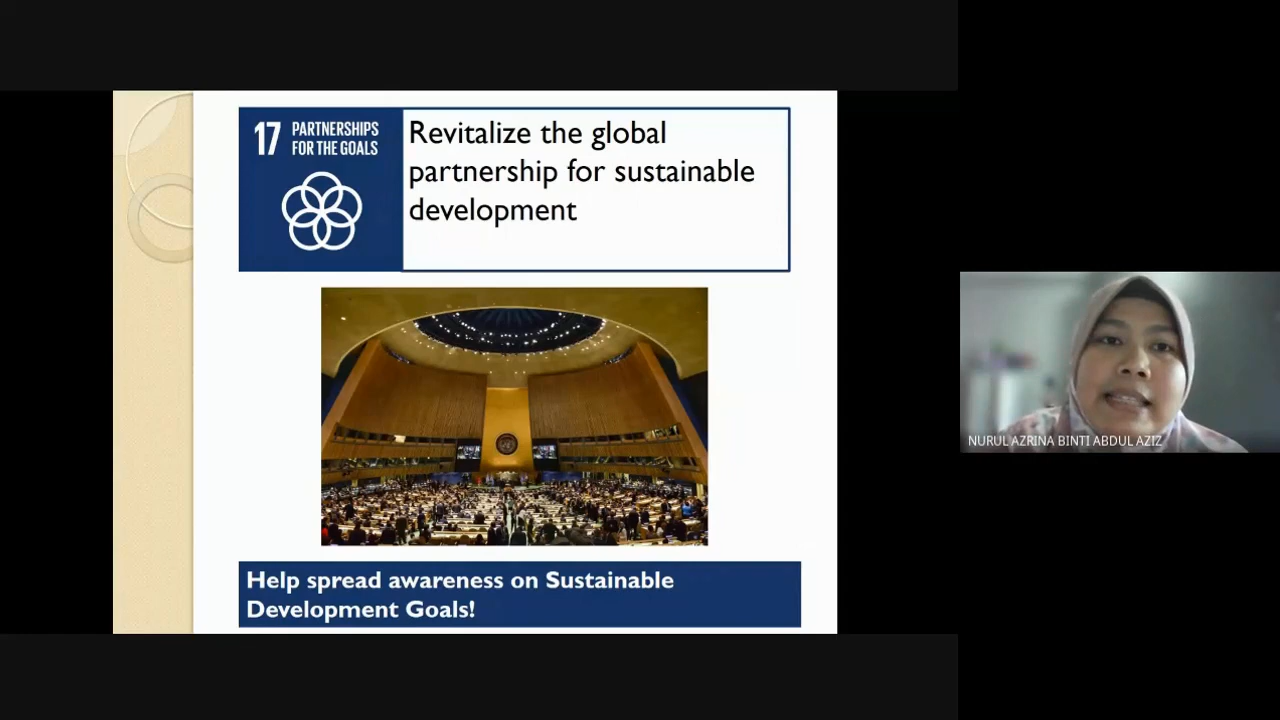 17 PARTNERSHIPS
FOR THE GOALS
Revitalize the global
partnership for sustainable
development
Help spread awareness on Sustainable
Development Goals!
NURUL AZRINA BINTI ABDUL AZIZ